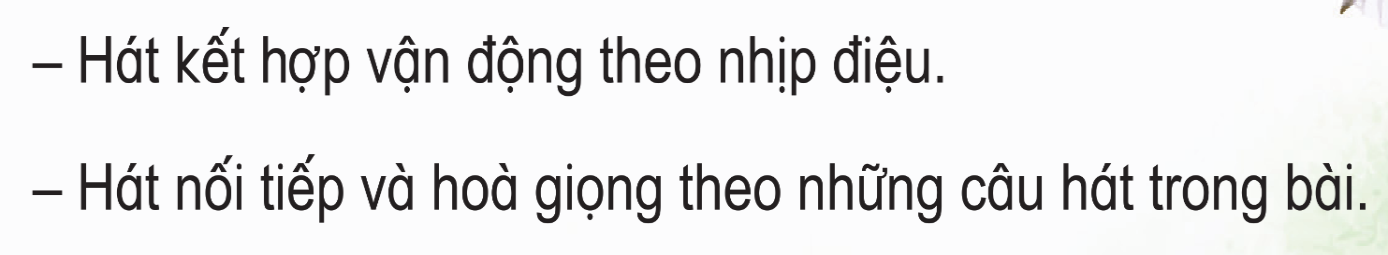 – Hát kết hợp vận động theo nhịp điệu.
– Hát nối tiếp và hoà giọng theo những câu hát trong bài.